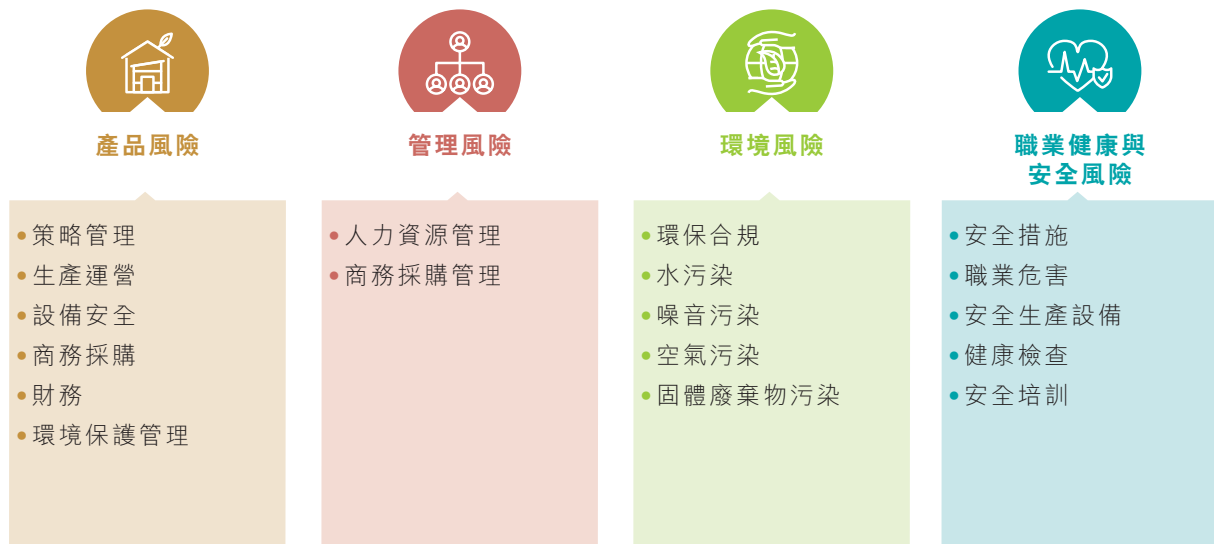 產品風險
策略管理
生產運營
設備安全
商務採購
財務
環境保護管理
管理風險
人力資源管理
商務採購管理
環境風險
環保合規
水污染
噪音污染
空氣污染
固體廢棄物污染
職業健康與
安全風險
安全措施
職業危害
安全生產設備
健康檢查
安全培訓